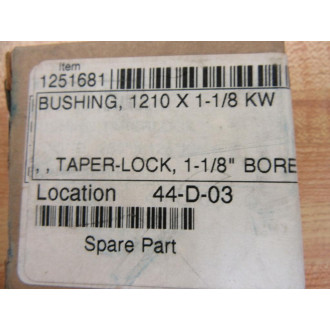 Item
1251681
BUSHING, 1210 X 1-1/8 KW
, , TAPER-LOCK, 1-1/8" BORE
Location 44-D-03
Spare Part